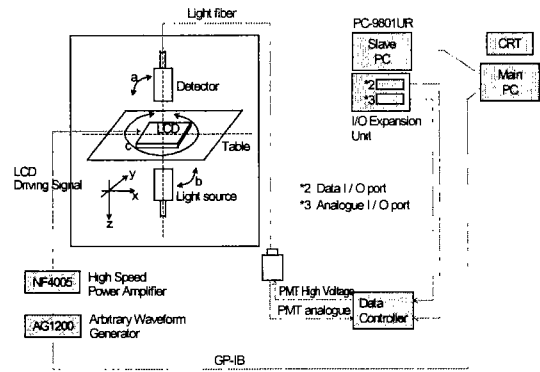 Light fiber
PC-9801UR
Slave
PC
CRT
Main
PC
a
Detector
*2
*3
I/O Expansion
Unit
LCD
c
Table
LCD
Driving Signal
y
x
z
b
Light source
*2 Data I / O port
*3 Analogue I / O port
NF4005
High Speed
Power Amplifier
PMT High Voltage
PMT analogue
Data
Controller
AG1200
Arbitrary Waveform
Generator
GP-IB